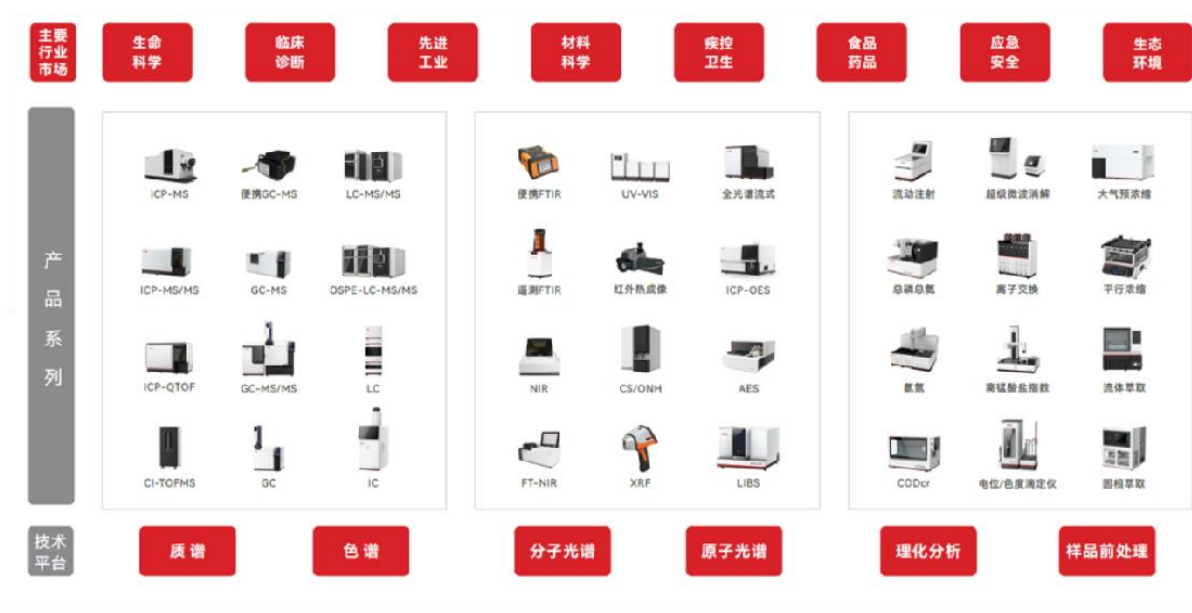 主要
行业
市场
生命
科学
临床
诊断
先进
工业
材料
科学
疾控
卫生
食品
药品
应急
安全
生态
环境
产
品
系
列
ICP-MS
便携GC-MS
LC-MS/MS
ICP-MS/MS
GC-MS
OSPE-LC-MS/MS
ICP-QTOF
GC-MS/MS
LC
CI-TOFMS
GC
IC
便携FTIR
UV-VIS
全光谱流式
遥测FTIR
红外热成像
ICP-OES
NIR
CS/ONH
AES
FT-NIR
XRF
LIBS
流动注射
超级微波消解
大气预浓缩
总磷总氮
离子交换
平行浓缩
氨氮
高锰酸盐指数
流体萃取
CODcr
电位/色度滴定仪
固相萃取
技术
平台
质谱
色谱
分子光谱
原子光谱
理化分析
样品前处理